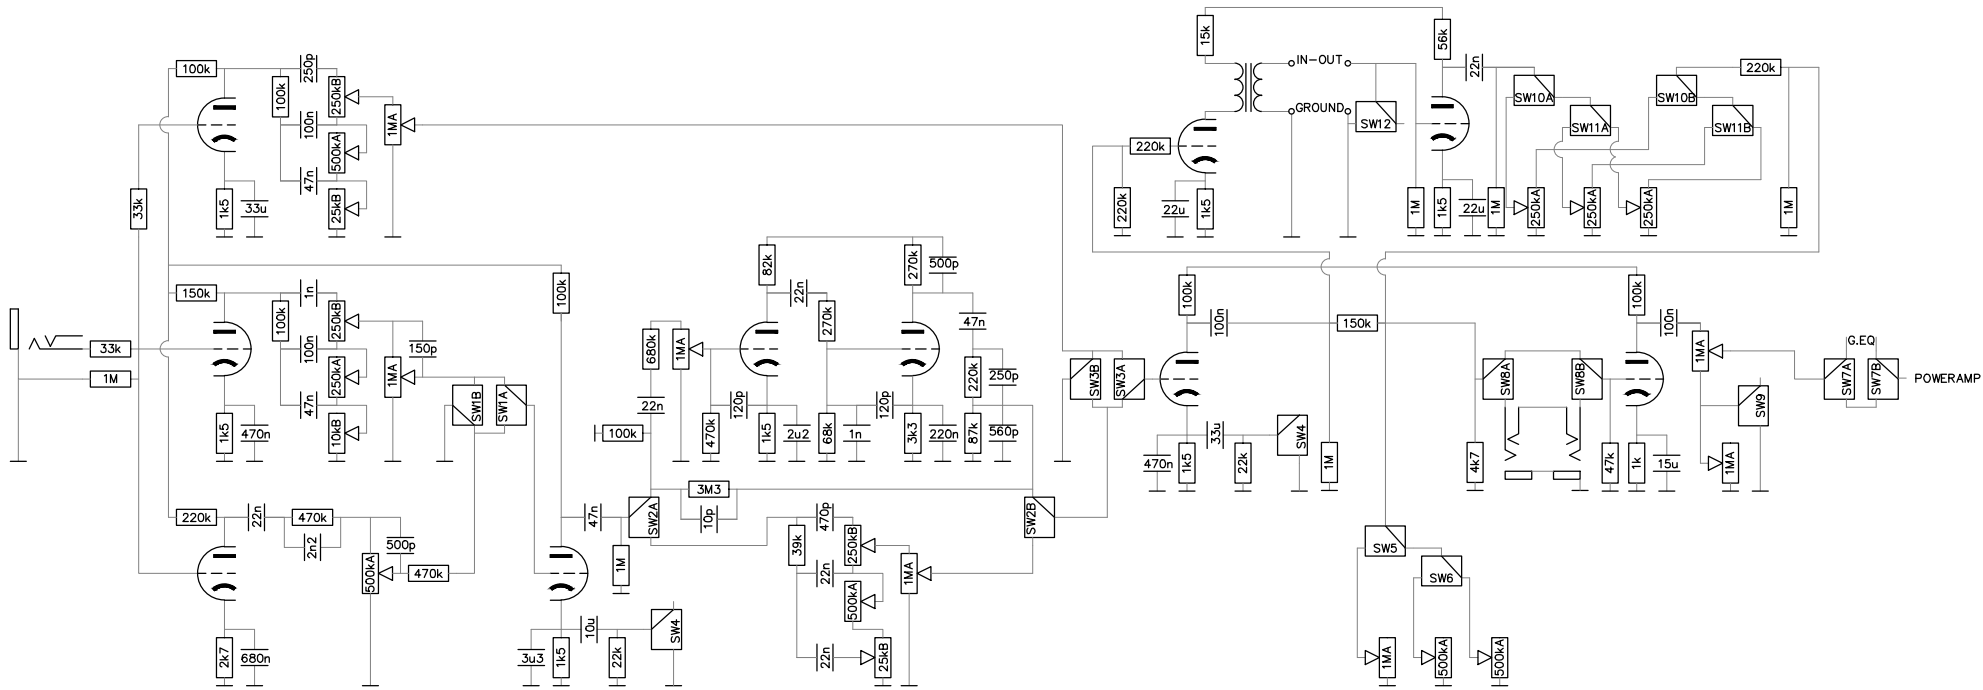 15k
56k
IN-OUT
GROUND
SW12
22n
SW10A
SW11A
SW10B
SW11B
220k
220k
220k
22u
1k5
1M
1k5
22u
1M
250kA
250kA
250kA
1M
100k
250p
100k
250kB
100n
500kA
47n
25kB
1MA
33k
1k5
33u
150k
1n
100k
250kB
100n
250kA
47n
10kB
1MA
150p
33k
1M
1k5
470n
SW1B
SW1A
100k
220k
22n
470k
2n2
500kA
500p
470k
2k7
680n
82k
22n
270k
270k
500p
680k
1MA
22n
100k
470k
120p
1k5
2u2
68k
1n
120p
3k3
220n
47n
220k
250p
87k
560p
3M3
10p
47n
SW2A
SW2B
1M
3u3
1k5
10u
22k
SW4
39k
470p
250kB
22n
500kA
22n
25kB
1MA
SW3B
SW3A
100k
100n
150k
470n
1k5
33u
22k
SW4
1M
4k7
SW8A
SW8B
47k
100k
100n
1k
15u
1MA
SW9
1MA
G.EQ
SW7A
SW7B
POWERAMP
SW5
SW6
1MA
500kA
500kA